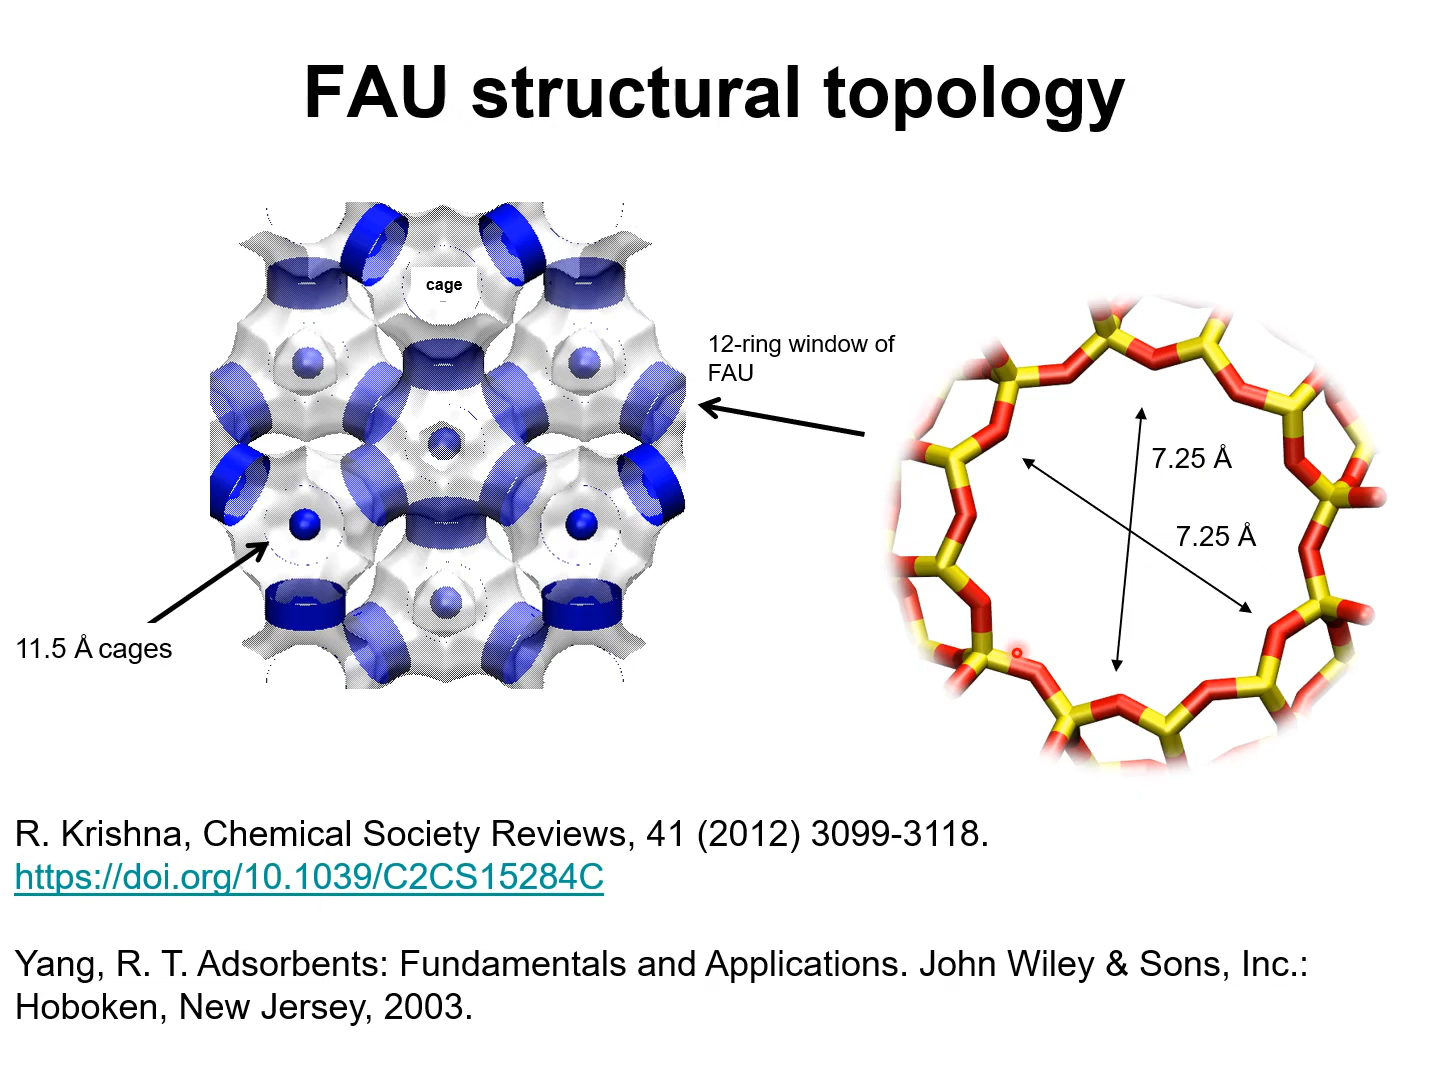 FAU structural topology
cage
12-ring window of
FAU
7.25 Å
7.25 Å
11.5 Å cages
R. Krishna, Chemical Society Reviews, 41 (2012) 3099-3118.
https://doi.org/10.1039/C2CS15284C
Yang, R. T. Adsorbents: Fundamentals and Applications. John Wiley & Sons, Inc.:
Hoboken, New Jersey, 2003.